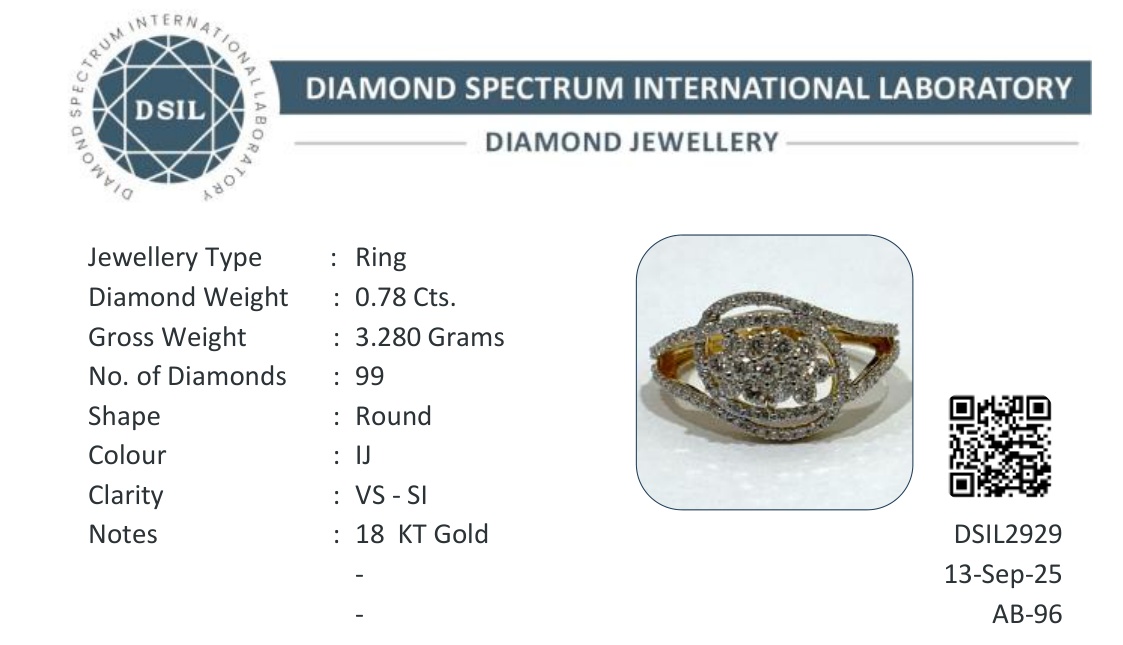 DIAMOND SPECTRUM INTERNATIONAL LABORATORY
DSIL
DIAMOND SPECTRUM INTERNATIONAL LABORATORY
DIAMOND JEWELLERY
Jewellery Type : Ring
Diamond Weight : 0.78 Cts.
Gross Weight : 3.280 Grams
No. of Diamonds : 99
Shape : Round
Colour : IJ
Clarity : VS - SI
Notes : 18 KT Gold
-
-
DSIL2929
13-Sep-25
AB-96